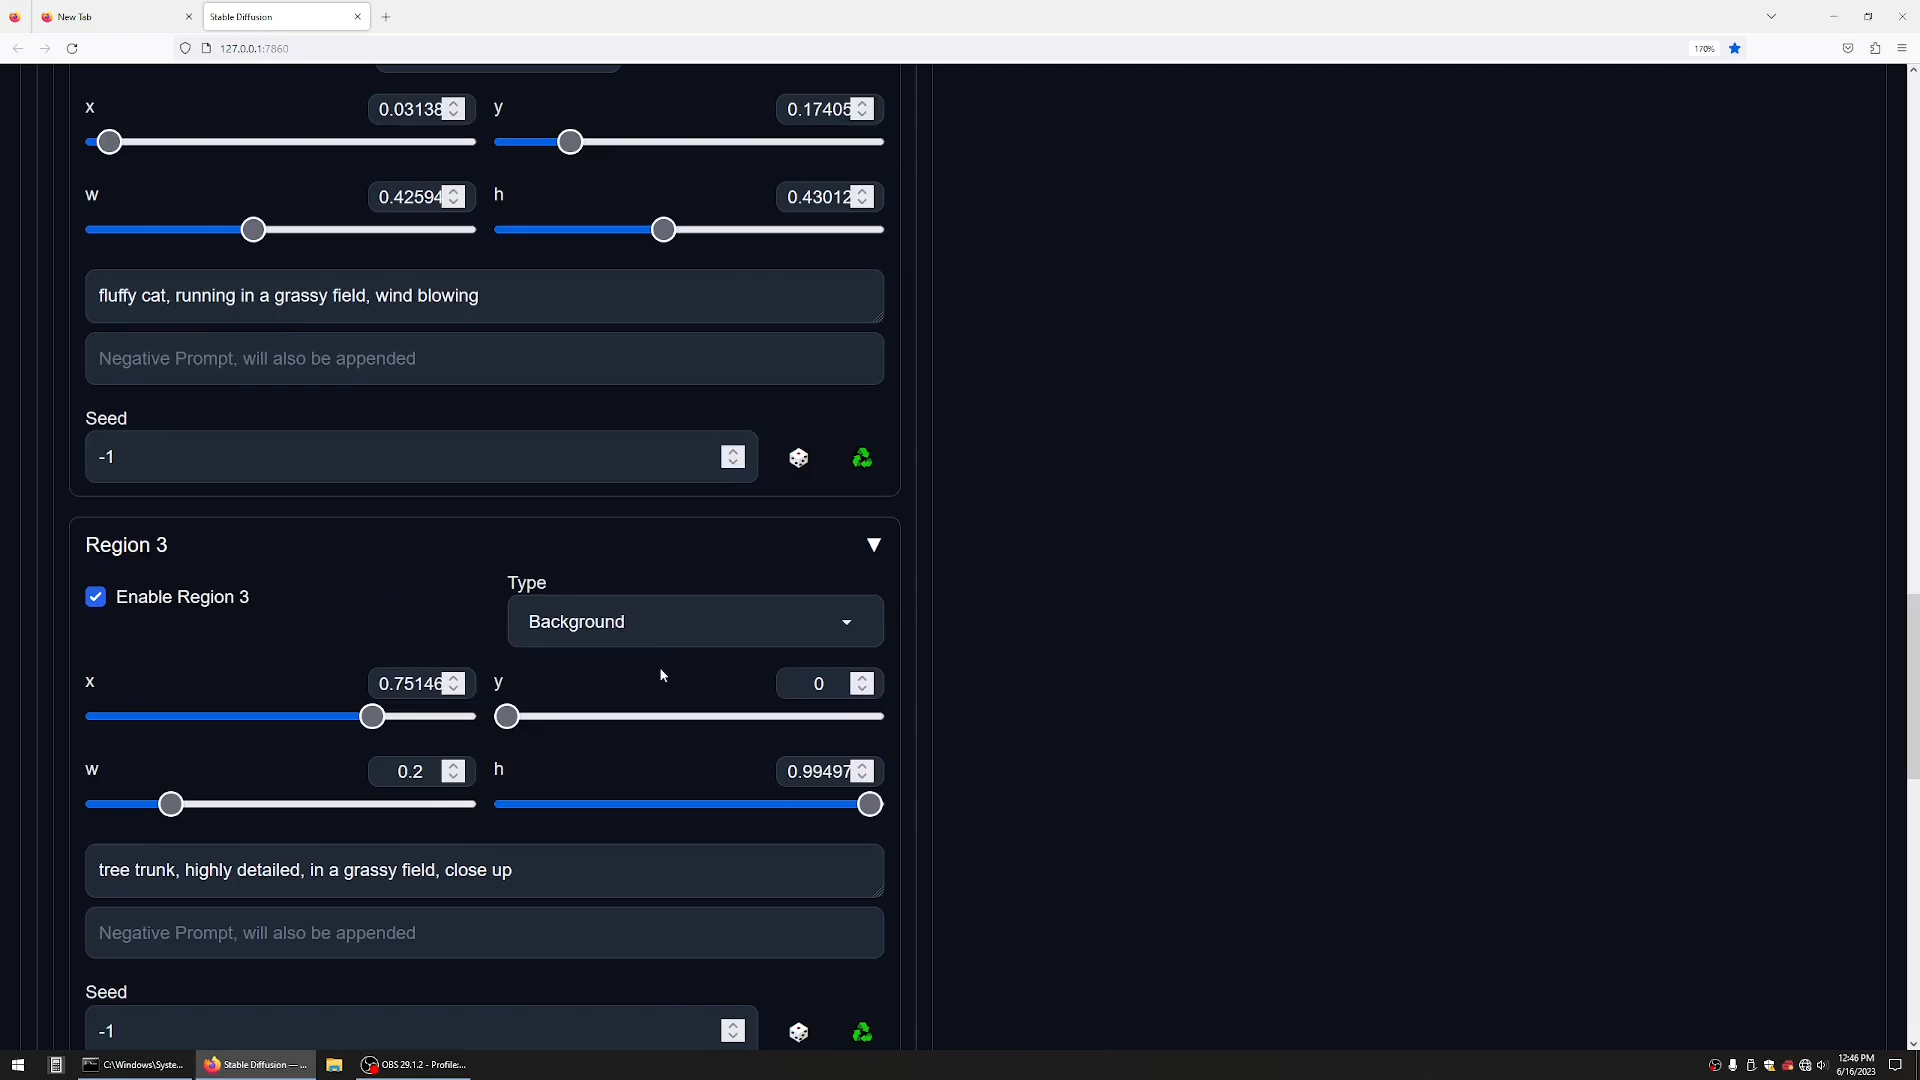 New Tab
Stable Diffusion
127.0.0.1:7860
170%
x
0.03138
y
0.17405
w
0.42594
h
0.43012
fluffy cat, running in a grassy field, wind blowing
Negative Prompt, will also be appended
Seed
-1
Region 3
Enable Region 3
Type
Background
x
0.75146
y
0
w
0.2
h
0.99497
tree trunk, highly detailed, in a grassy field, close up
Negative Prompt, will also be appended
Seed
-1
C:\Windows\Syste...
Stable Diffusion — ...
OBS 29.1.2 - Profile:...
12:46 PM
6/16/2023